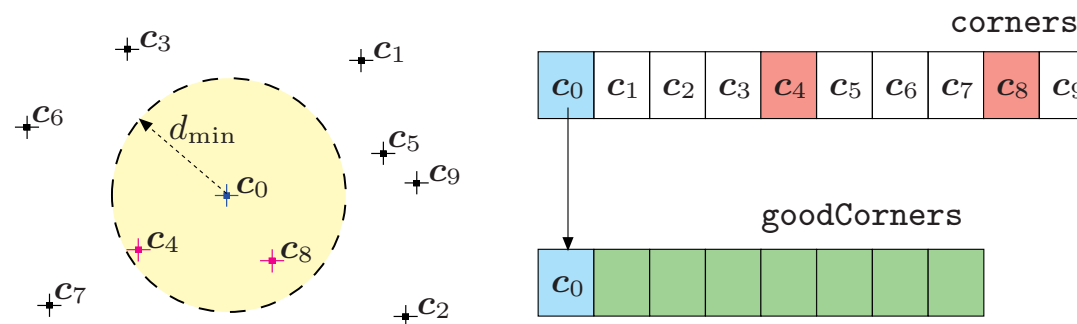 c₃
c₁
c₆
d_min
c₅
c₉
c₀
c₄
c₈
c₇
c₂
corners
c₀ c₁ c₂ c₃ c₄ c₅ c₆ c₇ c₈ c₉
goodCorners
c₀